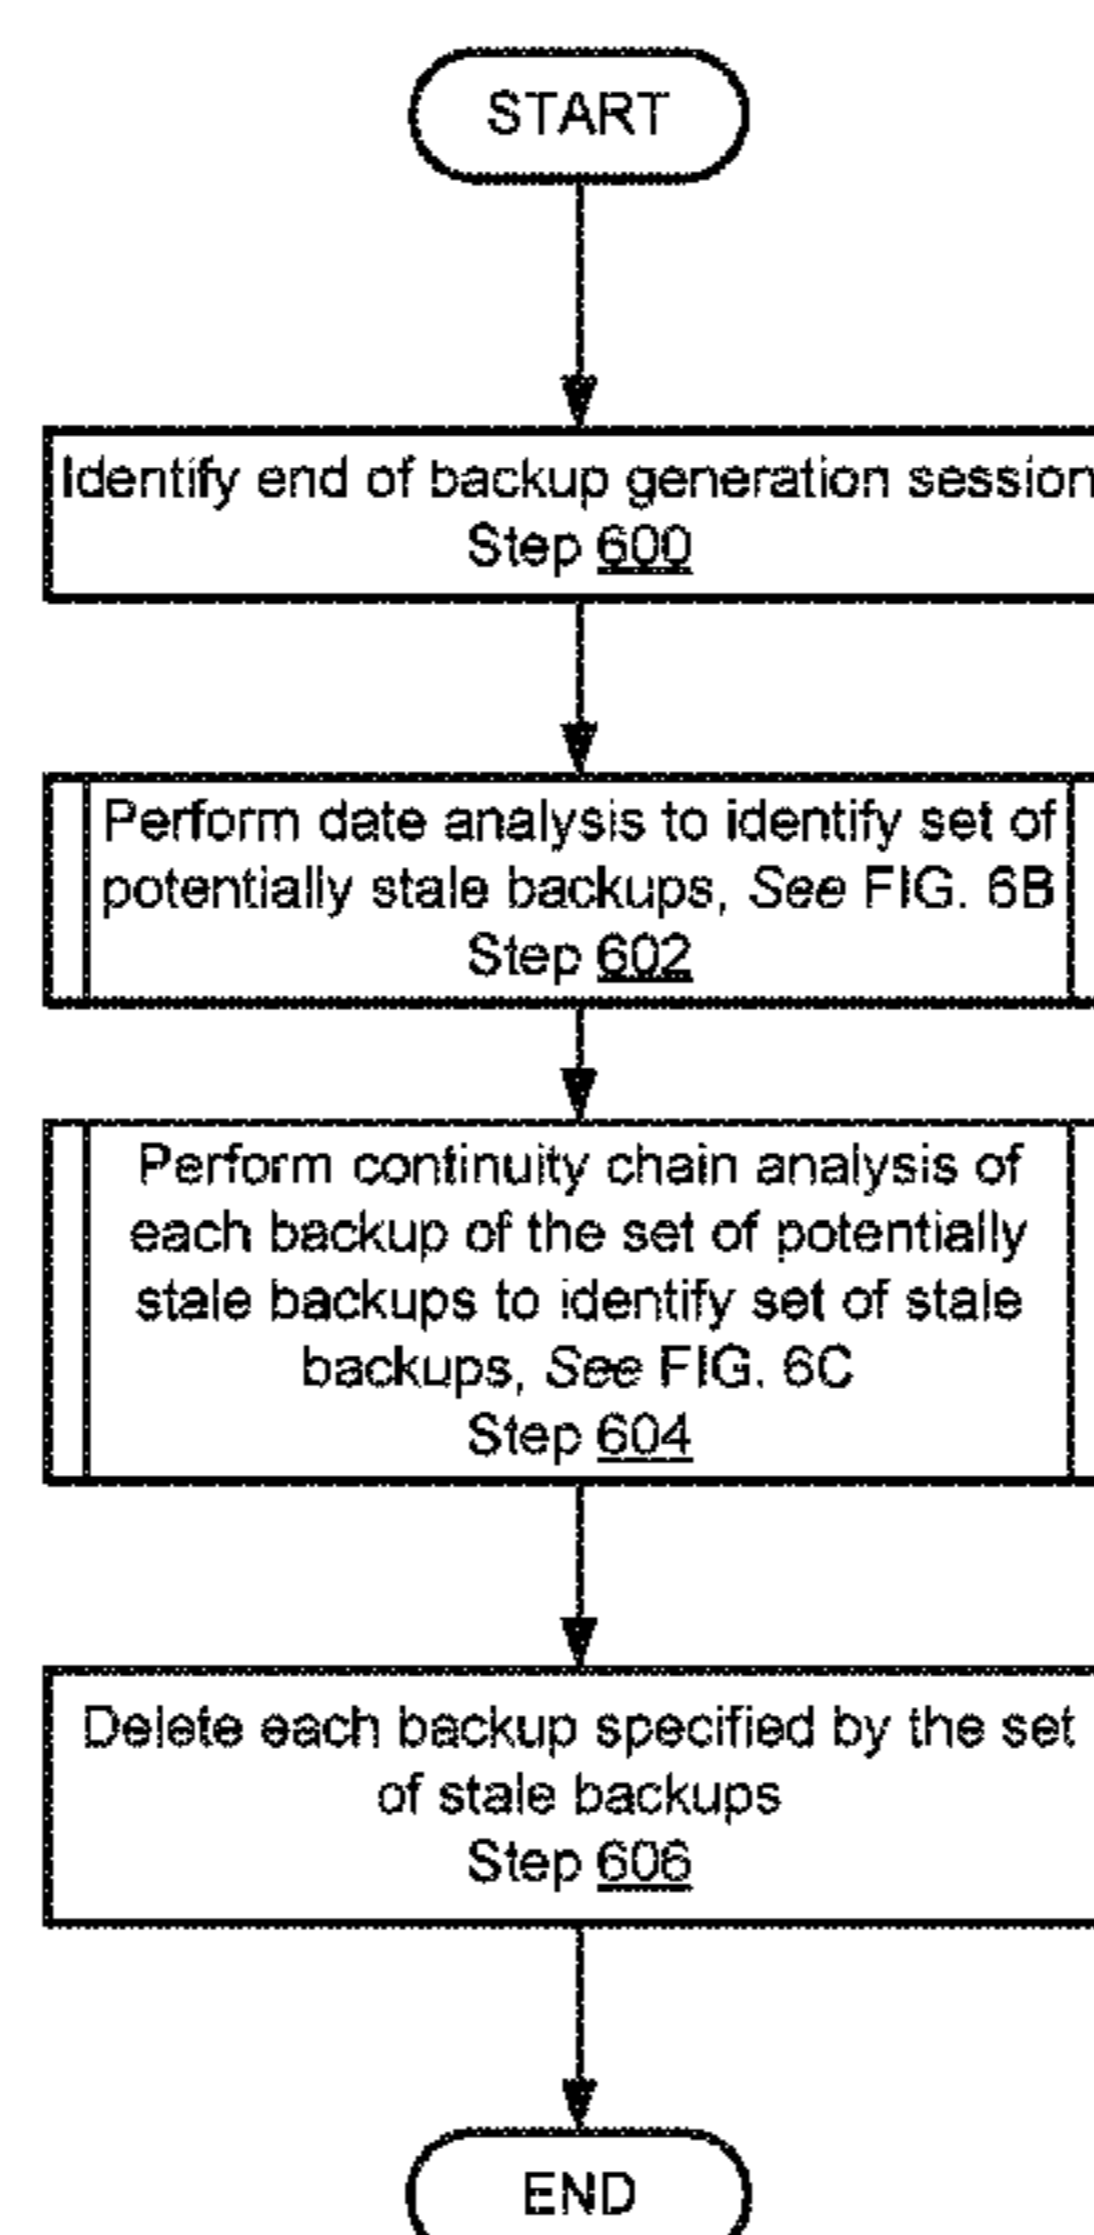 START
Identify end of backup generation session
Step 600
Perform date analysis to identify set of
potentially stale backups, See FIG. 6B
Step 602
Perform continuity chain analysis of
each backup of the set of potentially
stale backups to identify set of stale
backups, See FIG. 6C
Step 604
Delete each backup specified by the set
of stale backups
Step 606
END